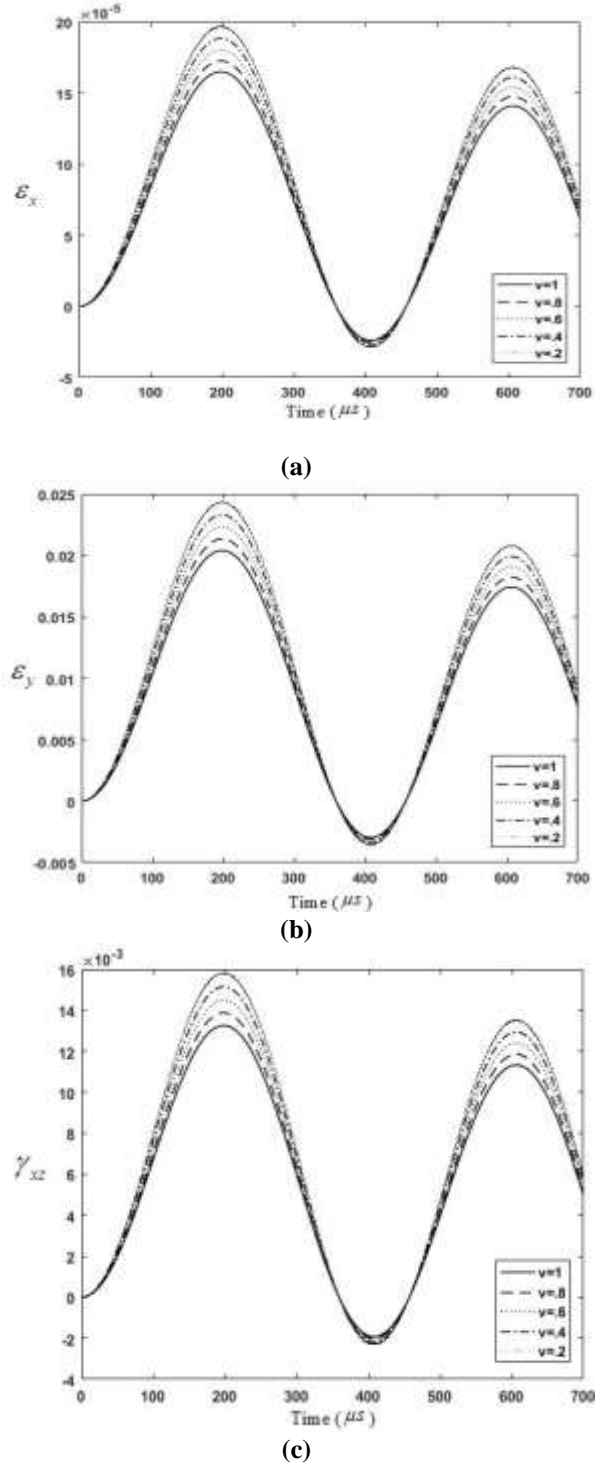 ×10⁻⁵
20
15
10
5
0
-5
εx
v=1
v=.8
v=.6
v=.4
v=.2
0 100 200 300 400 500 600 700
Time (μs)
(a)
0.025
0.02
0.015
0.01
0.005
0
-0.005
εy
v=1
v=.8
v=.6
v=.4
v=.2
0 100 200 300 400 500 600 700
Time (μs)
(b)
×10⁻³
16
14
12
10
8
6
4
2
0
-2
-4
γxz
v=1
v=.8
v=.6
v=.4
v=.2
0 100 200 300 400 500 600 700
Time (μs)
(c)